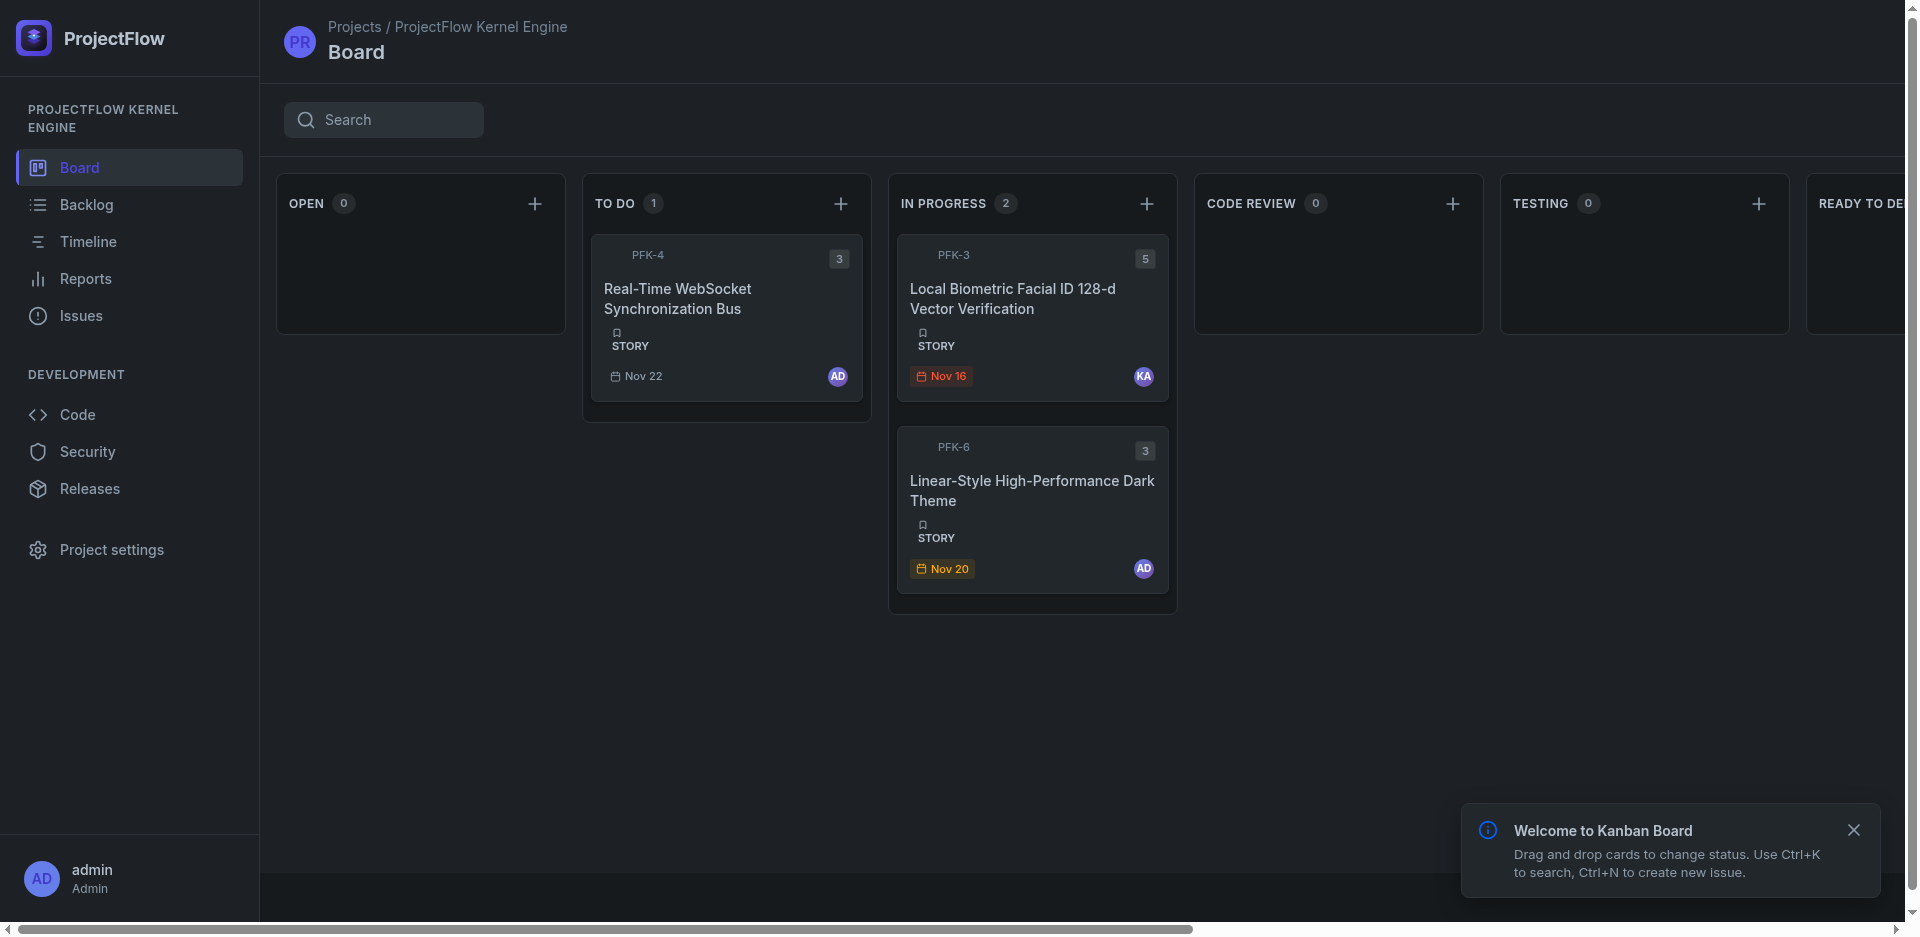 ProjectFlow
PROJECTFLOW KERNEL
ENGINE
Board
Backlog
Timeline
Reports
Issues
DEVELOPMENT
Code
Security
Releases
Project settings
AD
admin
Admin
PR
Projects / ProjectFlow Kernel Engine
Board
Search
OPEN 0
TO DO 1
PFK-4 3
Real-Time WebSocket
Synchronization Bus
STORY
Nov 22 AD
IN PROGRESS 2
PFK-3 5
Local Biometric Facial ID 128-d
Vector Verification
STORY
Nov 16 KA
PFK-6 3
Linear-Style High-Performance Dark
Theme
STORY
Nov 20 AD
CODE REVIEW 0
TESTING 0
READY TO
Welcome to Kanban Board
Drag and drop cards to change status. Use Ctrl+K
to search, Ctrl+N to create new issue.